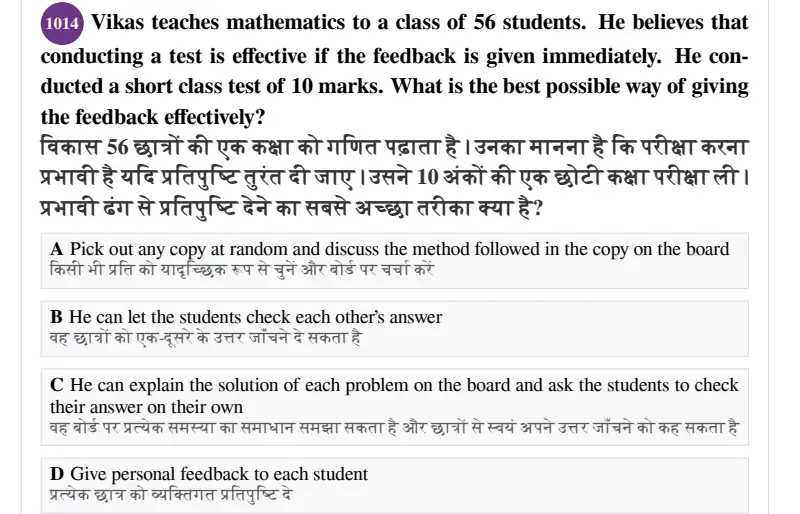 1014 Vikas teaches mathematics to a class of 56 students. He believes that
conducting a test is effective if the feedback is given immediately. He con-
ducted a short class test of 10 marks. What is the best possible way of giving
the feedback effectively?
विकास 56 छात्रों की एक कक्षा को गणित पढ़ाता है। उनका मानना है कि परीक्षा करना
प्रभावी है यदि प्रतिपुष्टि तुरंत दी जाए। उसने 10 अंकों की एक छोटी कक्षा परीक्षा ली।
प्रभावी ढंग से प्रतिपुष्टि देने का सबसे अच्छा तरीका क्या है?
A Pick out any copy at random and discuss the method followed in the copy on the board
किसी भी प्रति को यादृच्छिक रूप से चुनें और बोर्ड पर चर्चा करें
B He can let the students check each other's answer
वह छात्रों को एक-दूसरे के उत्तर जाँचने दे सकता है
C He can explain the solution of each problem on the board and ask the students to check
their answer on their own
वह बोर्ड पर प्रत्येक समस्या का समाधान समझा सकता है और छात्रों से स्वयं अपने उत्तर जाँचने को कह सकता है
D Give personal feedback to each student
प्रत्येक छात्र को व्यक्तिगत प्रतिपुष्टि दे